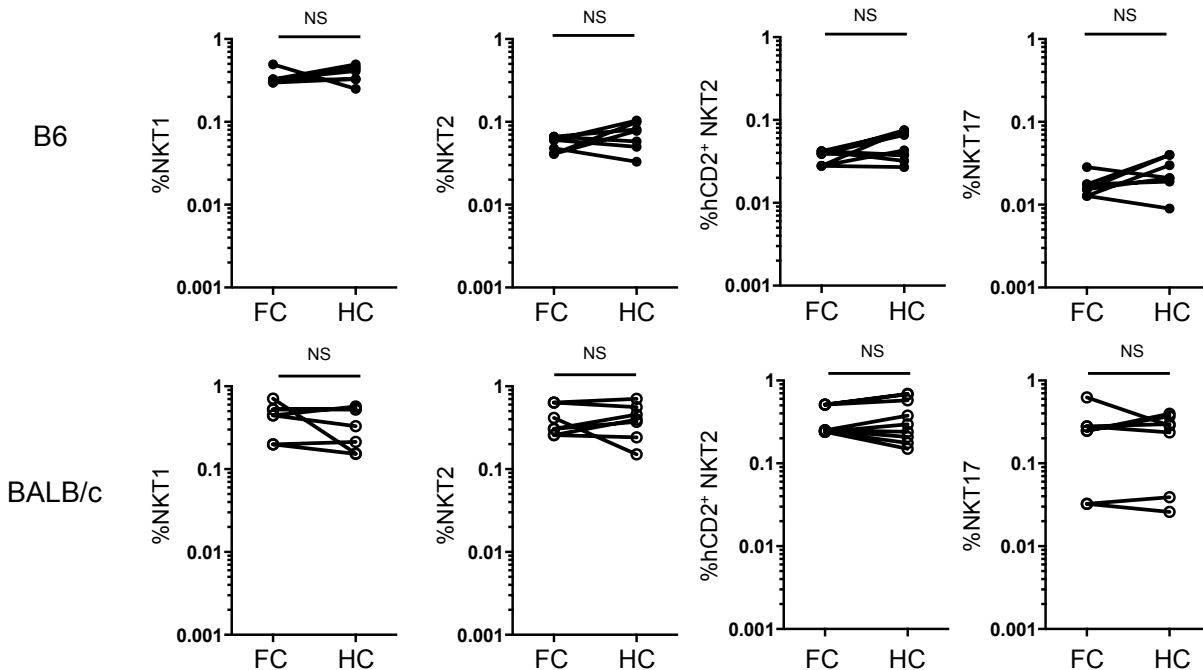 B6
NS
%NKT1
1
0.1
0.01
0.001
FC HC
NS
%NKT2
1
0.1
0.01
0.001
FC HC
NS
%hCD2⁺ NKT2
1
0.1
0.01
0.001
FC HC
NS
%NKT17
1
0.1
0.01
0.001
FC HC
BALB/c
NS
%NKT1
1
0.1
0.01
0.001
FC HC
NS
%NKT2
1
0.1
0.01
0.001
FC HC
NS
%hCD2⁺ NKT2
1
0.1
0.01
0.001
FC HC
NS
%NKT17
1
0.1
0.01
0.001
FC HC